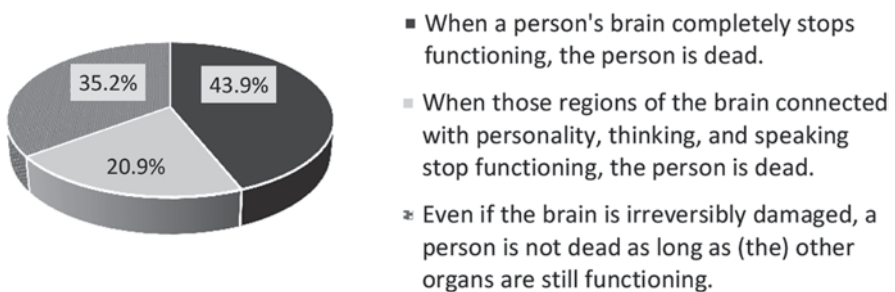 35.2%
43.9%
20.9%
When a person's brain completely stops
functioning, the person is dead.
When those regions of the brain connected
with personality, thinking, and speaking
stop functioning, the person is dead.
Even if the brain is irreversibly damaged, a
person is not dead as long as (the) other
organs are still functioning.